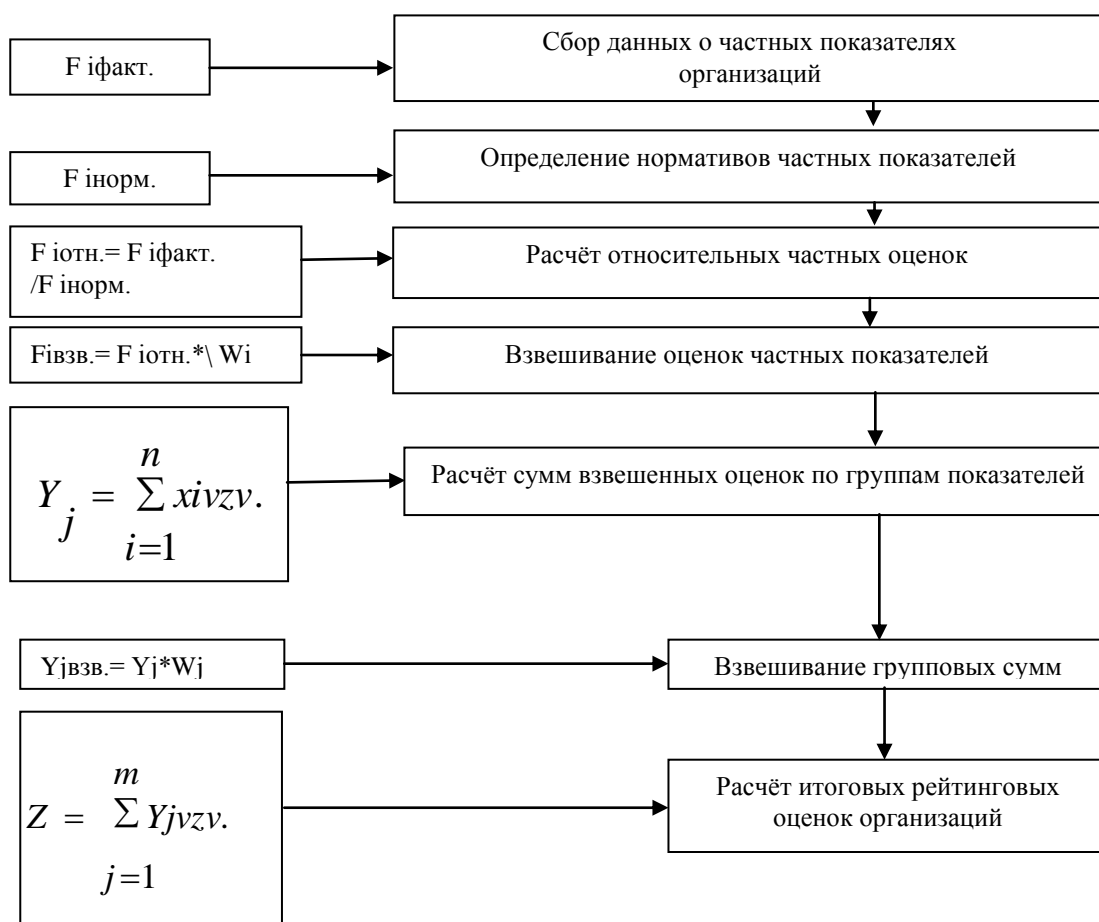 F iфакт.
Сбор данных о частных показателях
организаций
F iнорм.
Определение нормативов частных показателей
F iотн.= F iфакт.
/F iнорм.
Расчёт относительных частных оценок
Fiвзв.= F iотн.*\ Wi
Взвешивание оценок частных показателей
n
Y j = ∑ xivzv.
i=1
Расчёт сумм взвешенных оценок по группам показателей
Yjвзв.= Yj*Wj
Взвешивание групповых сумм
m
Z = ∑ Yjvzv.
j=1
Расчёт итоговых рейтинговых
оценок организаций